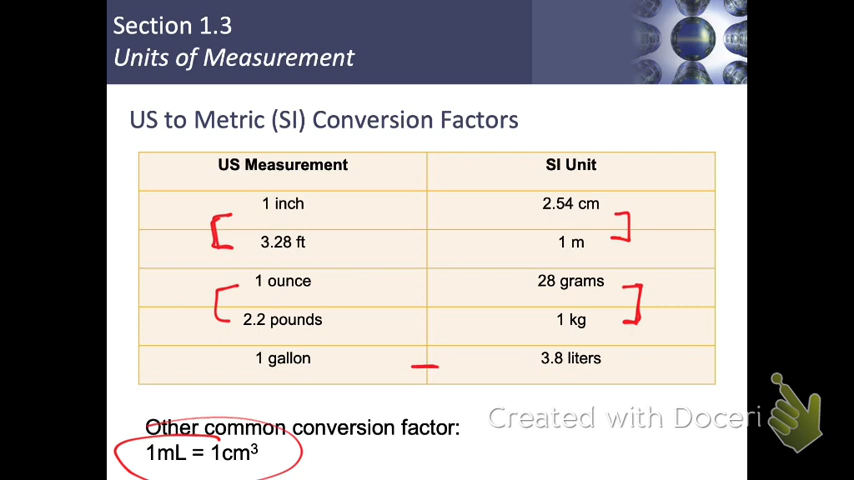 Section 1.3
Units of Measurement
US to Metric (SI) Conversion Factors
US Measurement SI Unit
1 inch 2.54 cm
3.28 ft 1 m
1 ounce 28 grams
2.2 pounds 1 kg
1 gallon 3.8 liters
Other common conversion factor:
1mL = 1cm³
Created with Doceri